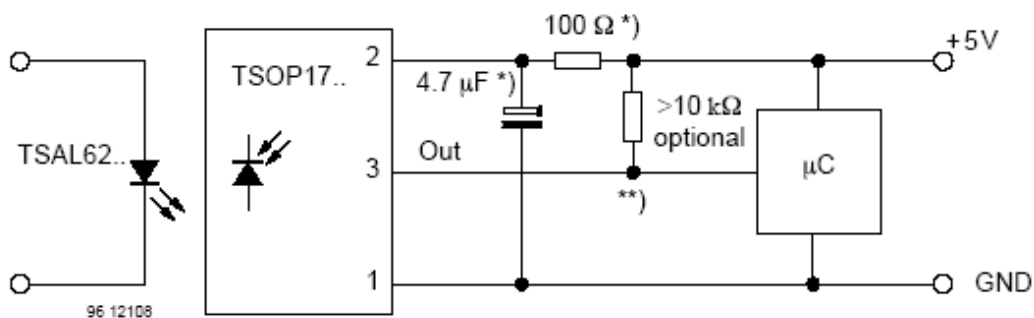 100 Ω *)
+5V
2
TSOP17..
4.7 µF *)
>10 kΩ
optional
TSAL62..
Out
3
**)
µC
1
GND
96 12108